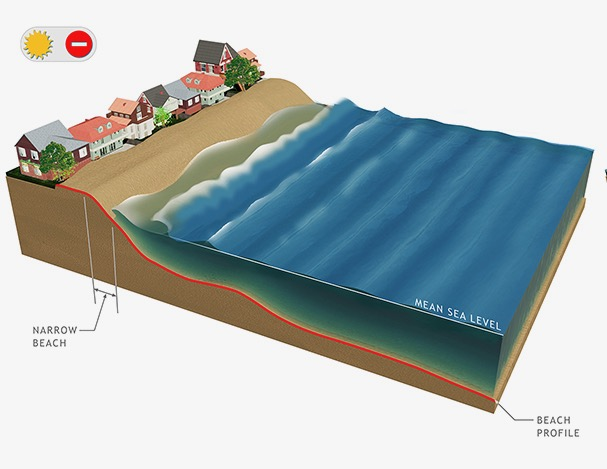 MEAN SEA LEVEL
NARROW
BEACH
BEACH
PROFILE